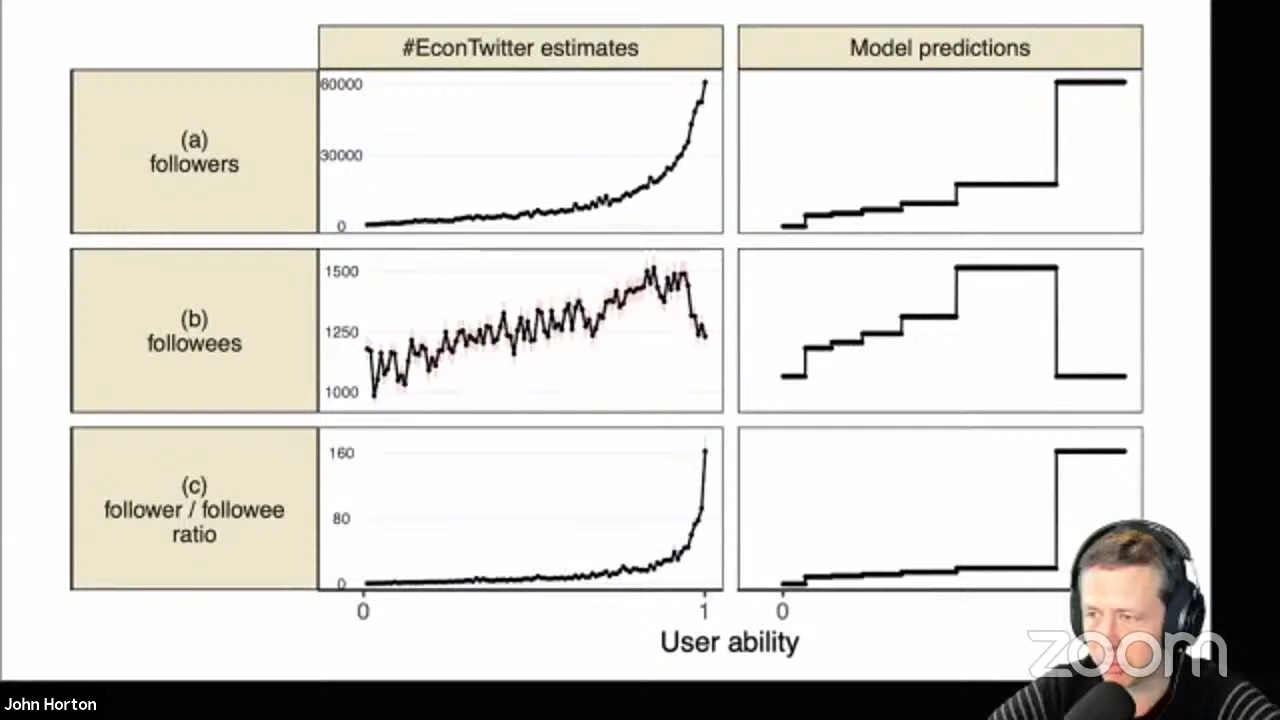 #EconTwitter estimates
Model predictions
(a)
followers
60000
30000
0
(b)
followees
1500
1250
1000
(c)
follower / followee
ratio
160
80
0
0
1
0
User ability
zoom
John Horton